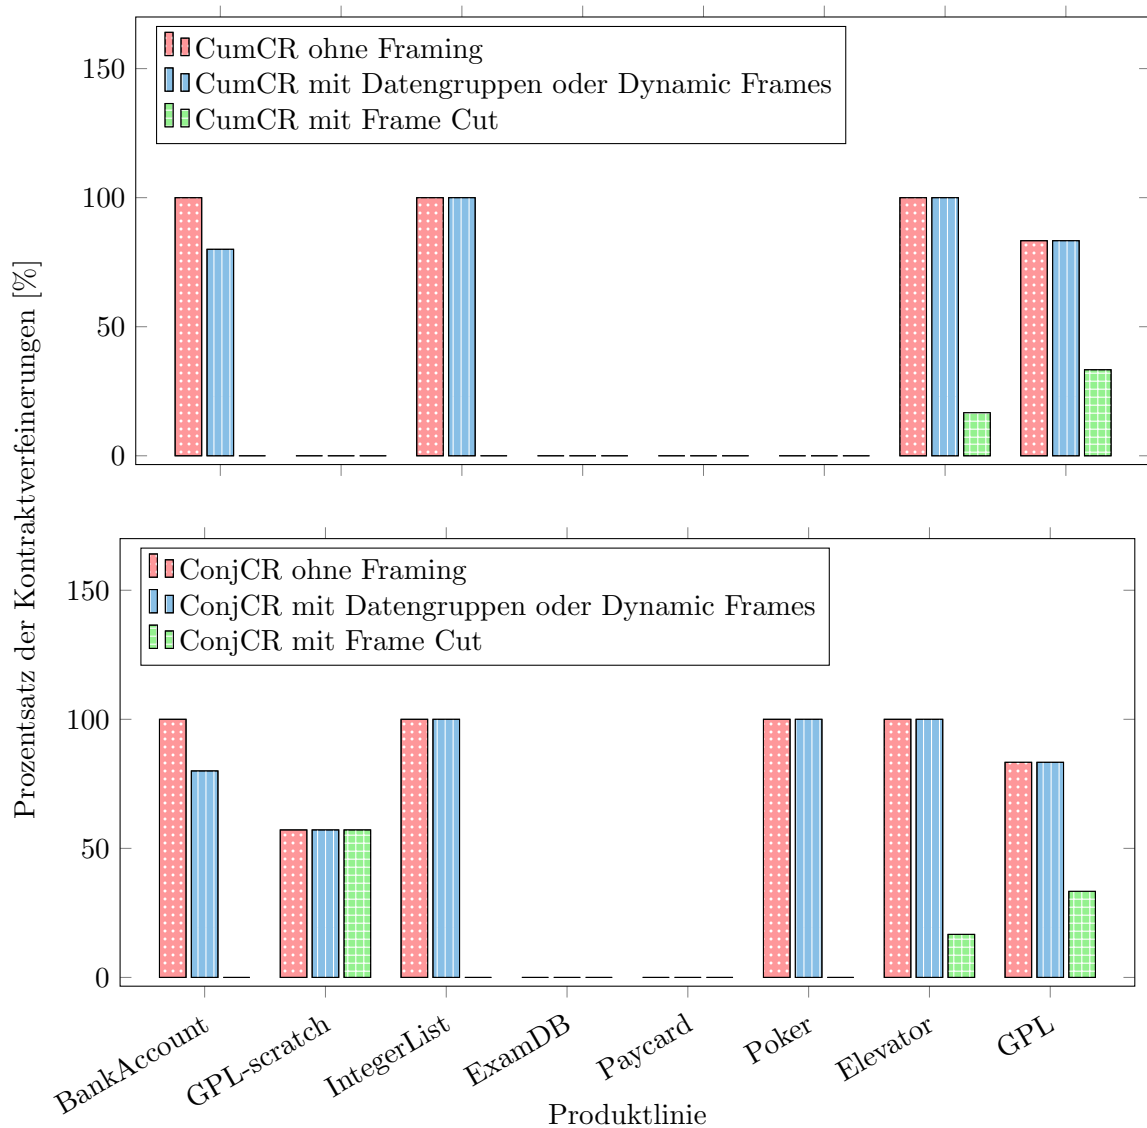 CumCR ohne Framing
CumCR mit Datengruppen oder Dynamic Frames
CumCR mit Frame Cut
150
100
50
0
Prozentsatz der Kontraktverfeinerungen [%]
ConjCR ohne Framing
ConjCR mit Datengruppen oder Dynamic Frames
ConjCR mit Frame Cut
150
100
50
0
BankAccount
GPL-scratch
IntegerList
ExamDB
Paycard
Poker
Elevator
GPL
Produktlinie